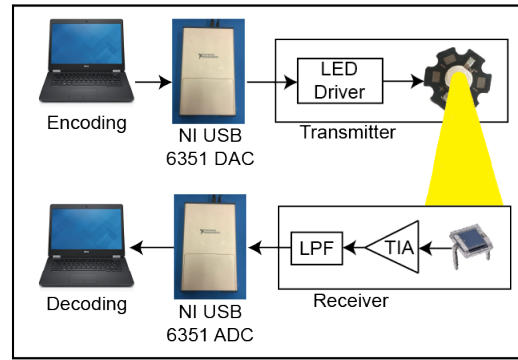 LED
Driver
Encoding
NI USB
6351 DAC
Transmitter
LPF
TIA
Decoding
NI USB
6351 ADC
Receiver